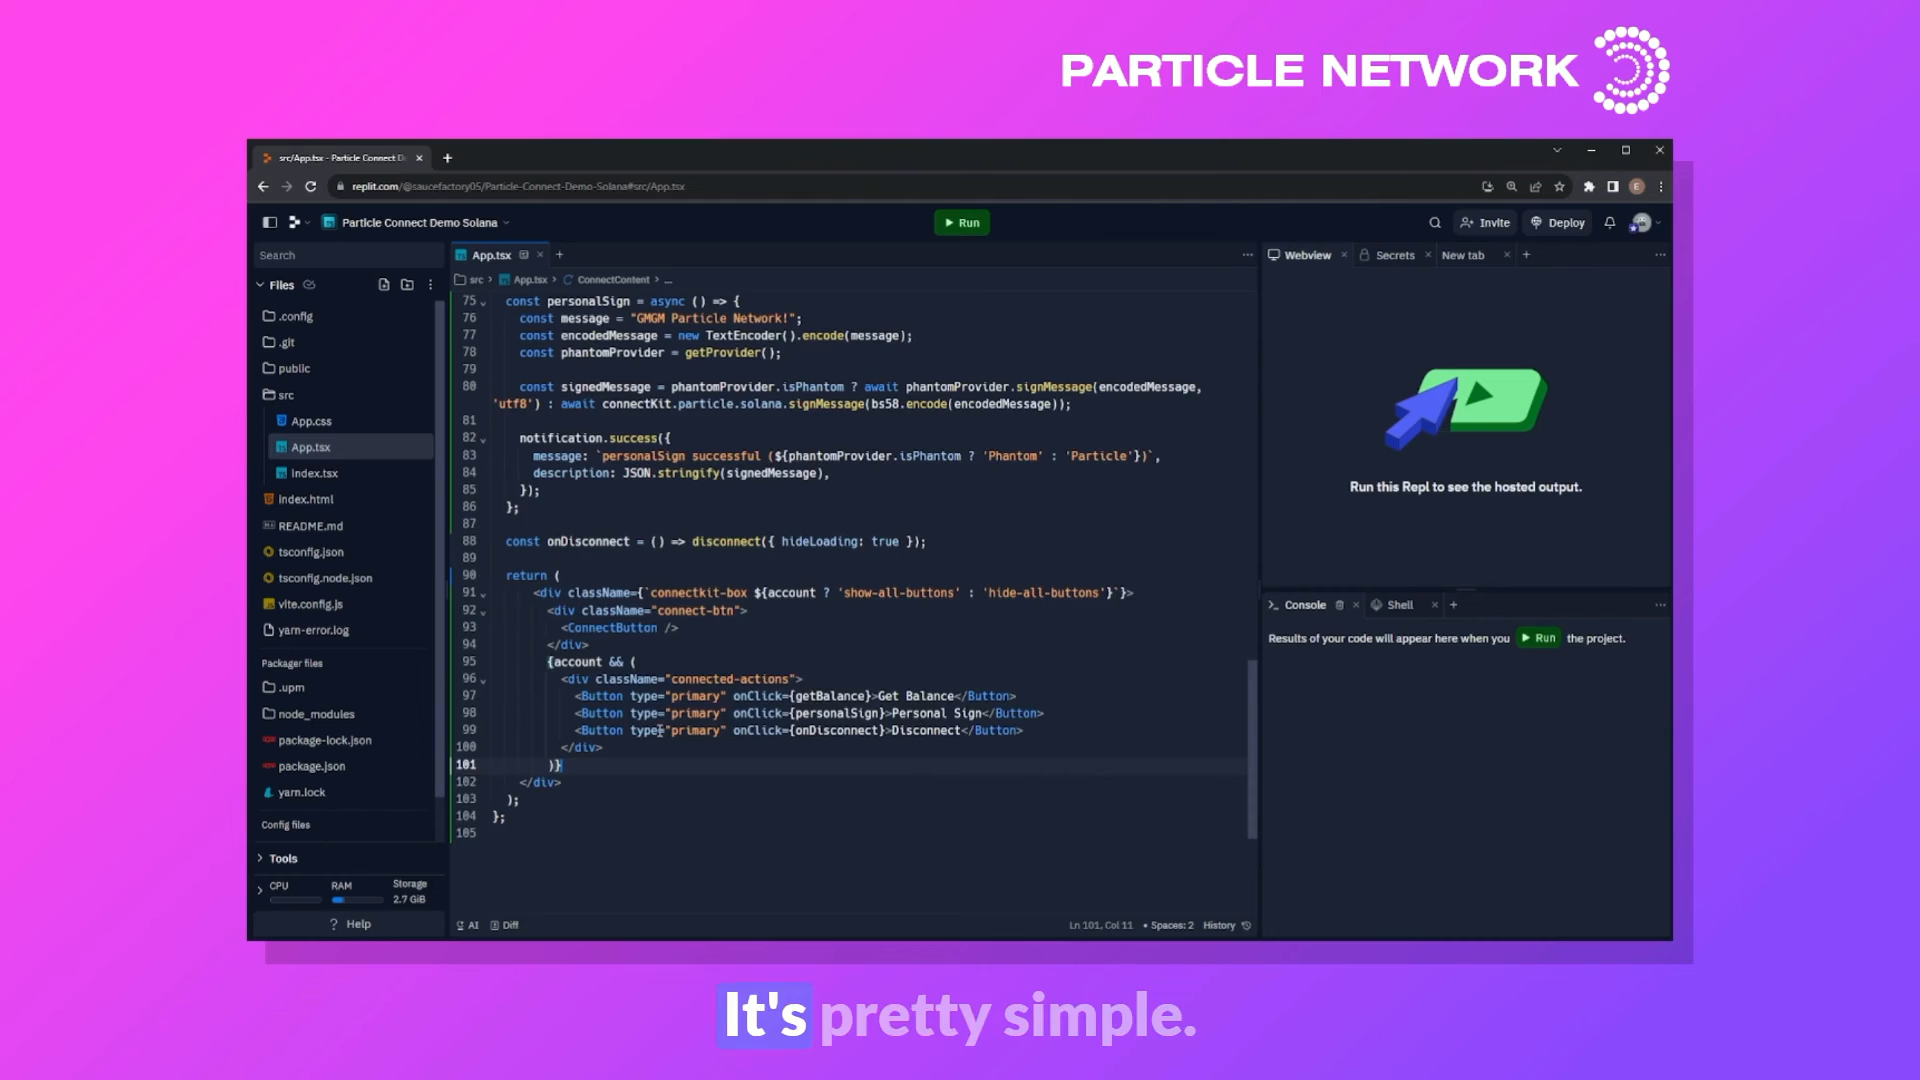 PARTICLE NETWORK
src/App.tsx - Particle Connect D
replit.com/@saucefactory05/Particle-Connect-Demo-Solana#src/App.tsx
E
Particle Connect Demo Solana
Run
Invite
Deploy
Search
App.tsx
Webview
Secrets
New tab
Files
src
App.tsx
ConnectContent
...
.config
.git
public
src
App.css
App.tsx
index.tsx
index.html
README.md
tsconfig.json
tsconfig.node.json
vite.config.js
yarn-error.log
Packager files
.upm
node_modules
package-lock.json
package.json
yarn.lock
Config files
Tools
CPU
RAM
Storage
2.7 GiB
? Help
75 const personalSign = async () => {
76 const message = "GMGM Particle Network!";
77 const encodedMessage = new TextEncoder().encode(message);
78 const phantomProvider = getProvider();
79
80 const signedMessage = phantomProvider.isPhantom ? await phantomProvider.signMessage(encodedMessage,
'utf8') : await connectKit.particle.solana.signMessage(bs58.encode(encodedMessage));
81
82 notification.success({
83 message: `personalSign successful (${phantomProvider.isPhantom ? 'Phantom' : 'Particle'})`,
84 description: JSON.stringify(signedMessage),
85 });
86 };
87
88 const onDisconnect = () => disconnect({ hideLoading: true });
89
90 return (
91 <div className={`connectkit-box ${account ? 'show-all-buttons' : 'hide-all-buttons'}`}>
92 <div className="connect-btn">
93 <ConnectButton />
94 </div>
95 {account && (
96 <div className="connected-actions">
97 <Button type="primary" onClick={getBalance}>Get Balance</Button>
98 <Button type="primary" onClick={personalSign}>Personal Sign</Button>
99 <Button type="primary" onClick={onDisconnect}>Disconnect</Button>
100 </div>
101 )}
102 </div>
103 );
104 };
105
AI
Diff
Ln 101, Col 11
• Spaces: 2
History
Run this Repl to see the hosted output.
Console
Shell
Results of your code will appear here when you Run the project.
It's pretty simple.